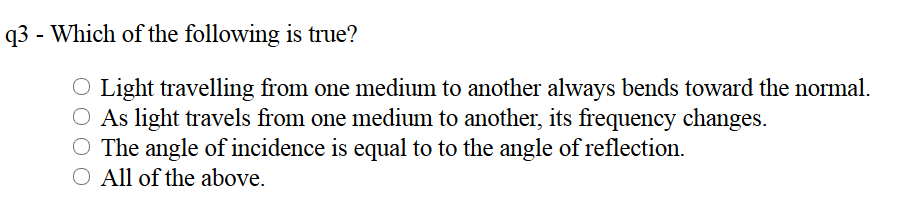 q3 - Which of the following is true?
Light travelling from one medium to another always bends toward the normal.
As light travels from one medium to another, its frequency changes.
The angle of incidence is equal to to the angle of reflection.
All of the above.